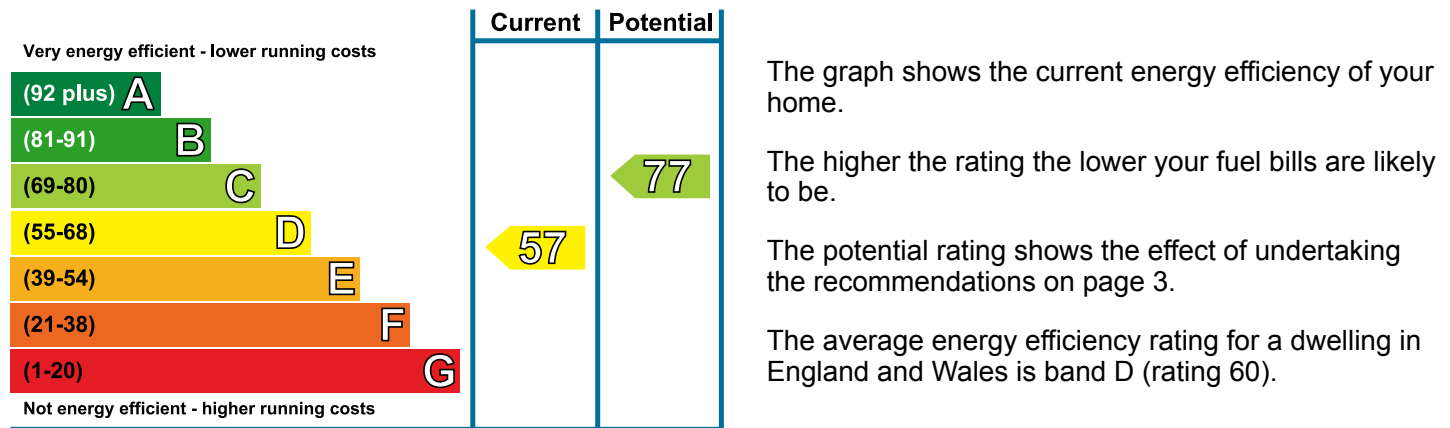 Current Potential
Very energy efficient - lower running costs
(92 plus) A
(81-91) B
(69-80) C
77
(55-68) D
57
(39-54) E
(21-38) F
(1-20) G
Not energy efficient - higher running costs
The graph shows the current energy efficiency of your
home.
The higher the rating the lower your fuel bills are likely
to be.
The potential rating shows the effect of undertaking
the recommendations on page 3.
The average energy efficiency rating for a dwelling in
England and Wales is band D (rating 60).